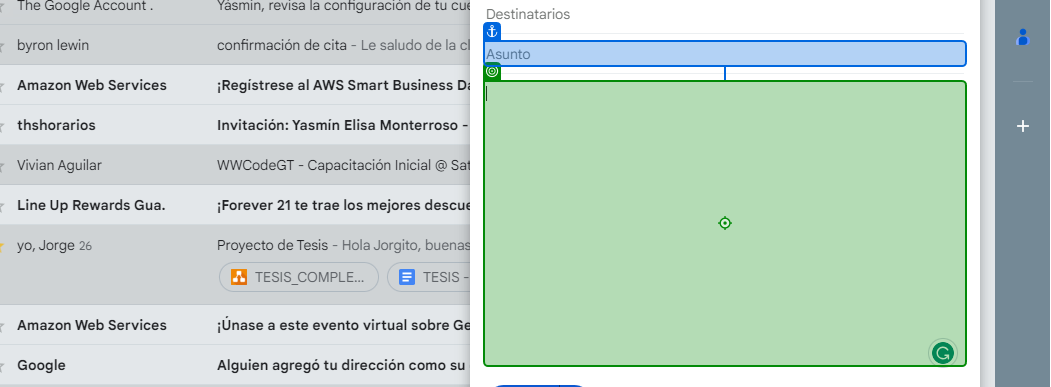 The Google Account .
Yásmin, revisa la configuración de tu cue
byron lewin
confirmación de cita - Le saludo de la cl
Amazon Web Services
¡Regístrese al AWS Smart Business Da
thshorarios
Invitación: Yasmín Elisa Monterroso -
Vivian Aguilar
WWCodeGT - Capacitación Inicial @ Sat
Line Up Rewards Gua.
¡Forever 21 te trae los mejores descue
yo, Jorge 26
Proyecto de Tesis - Hola Jorgito, buenas
TESIS_COMPLE...
TESIS -
Amazon Web Services
¡Únase a este evento virtual sobre Ge
Google
Alguien agregó tu dirección como su
Destinatarios
Asunto